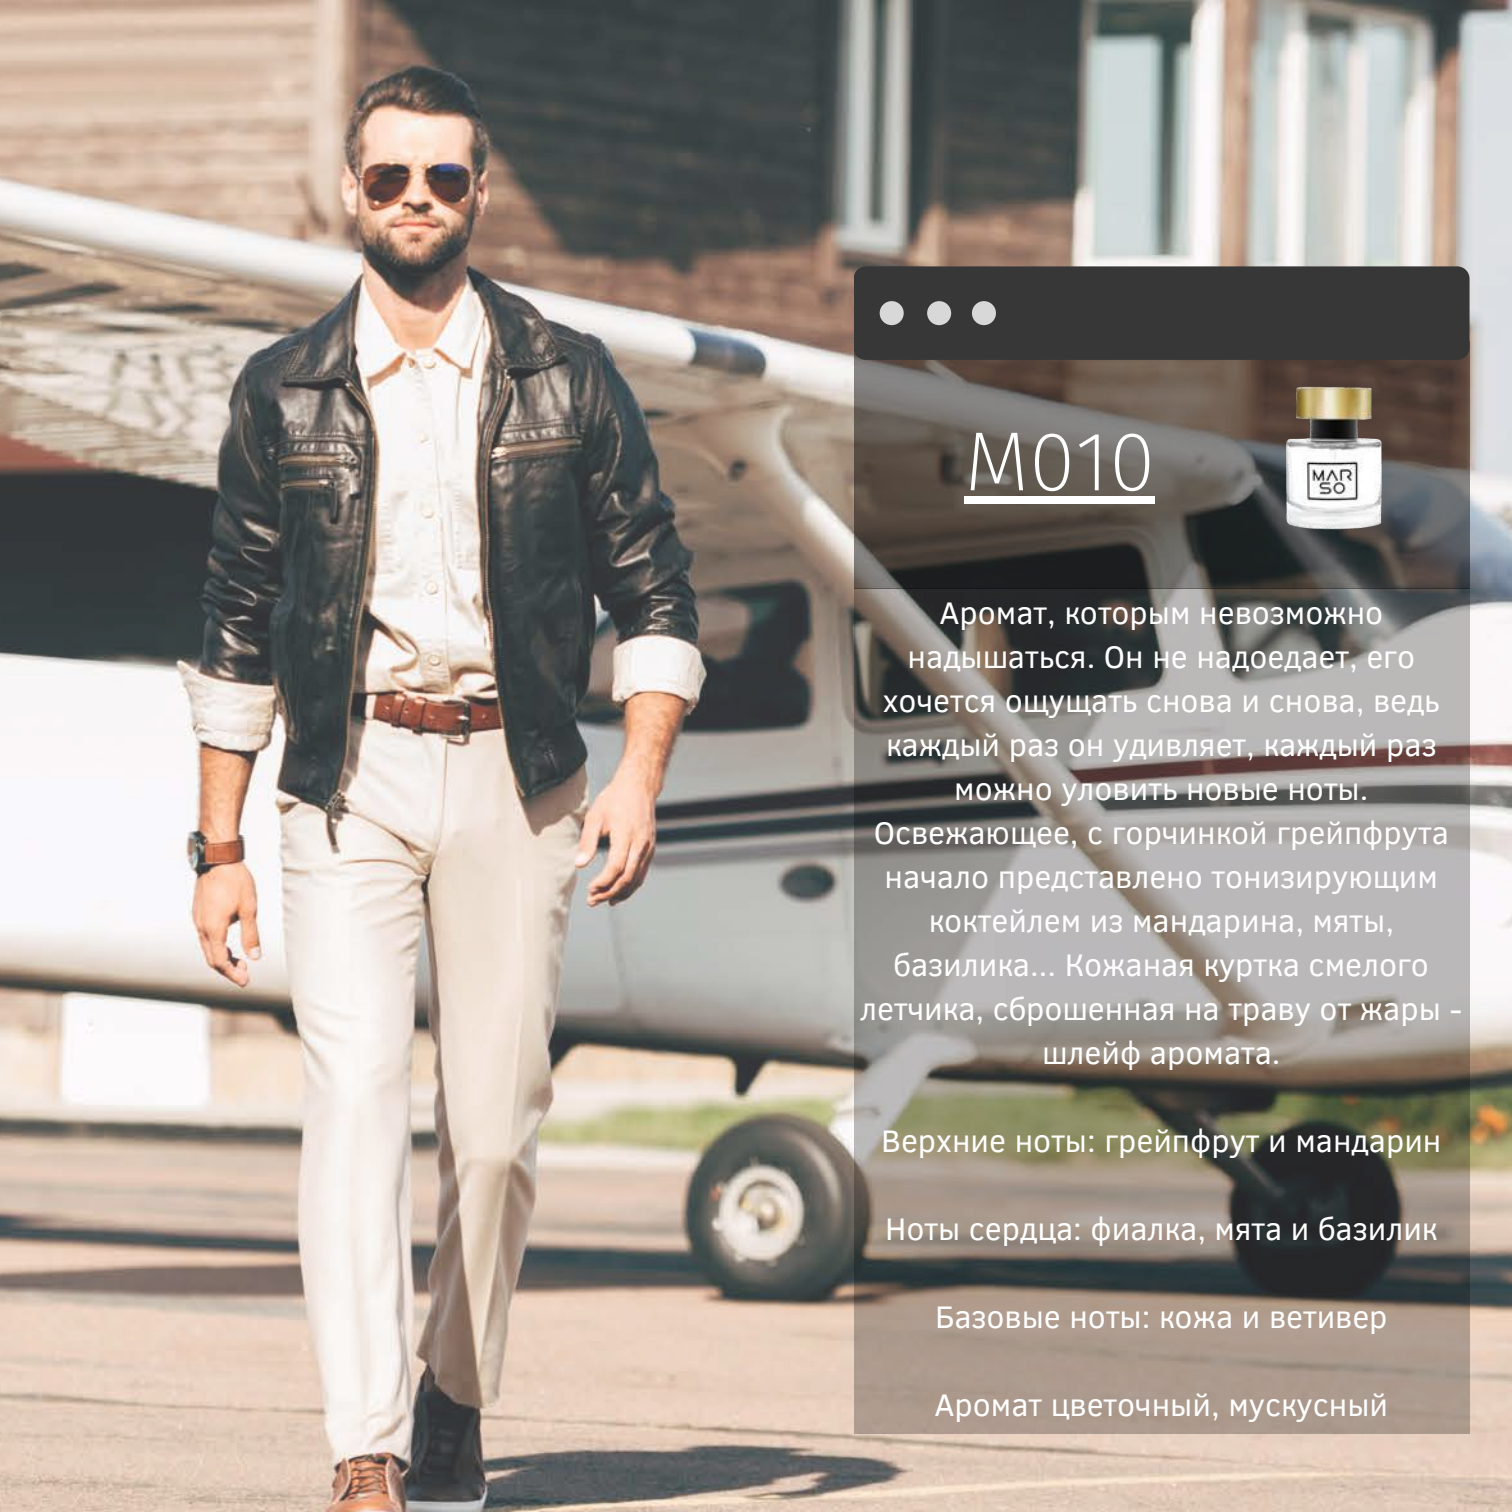 M010
MAR
SO
Аромат, которым невозможно
надышаться. Он не надоедает, его
хочется ощущать снова и снова, ведь
каждый раз он удивляет, каждый раз
можно уловить новые ноты.
Освежающее, с горчинкой грейпфрута
начало представлено тонизирующим
коктейлем из мандарина, мяты,
базилика... Кожаная куртка смелого
летчика, сброшенная на траву от жары -
шлейф аромата.
Верхние ноты: грейпфрут и мандарин
Ноты сердца: фиалка, мята и базилик
Базовые ноты: кожа и ветивер
Аромат цветочный, мускусный